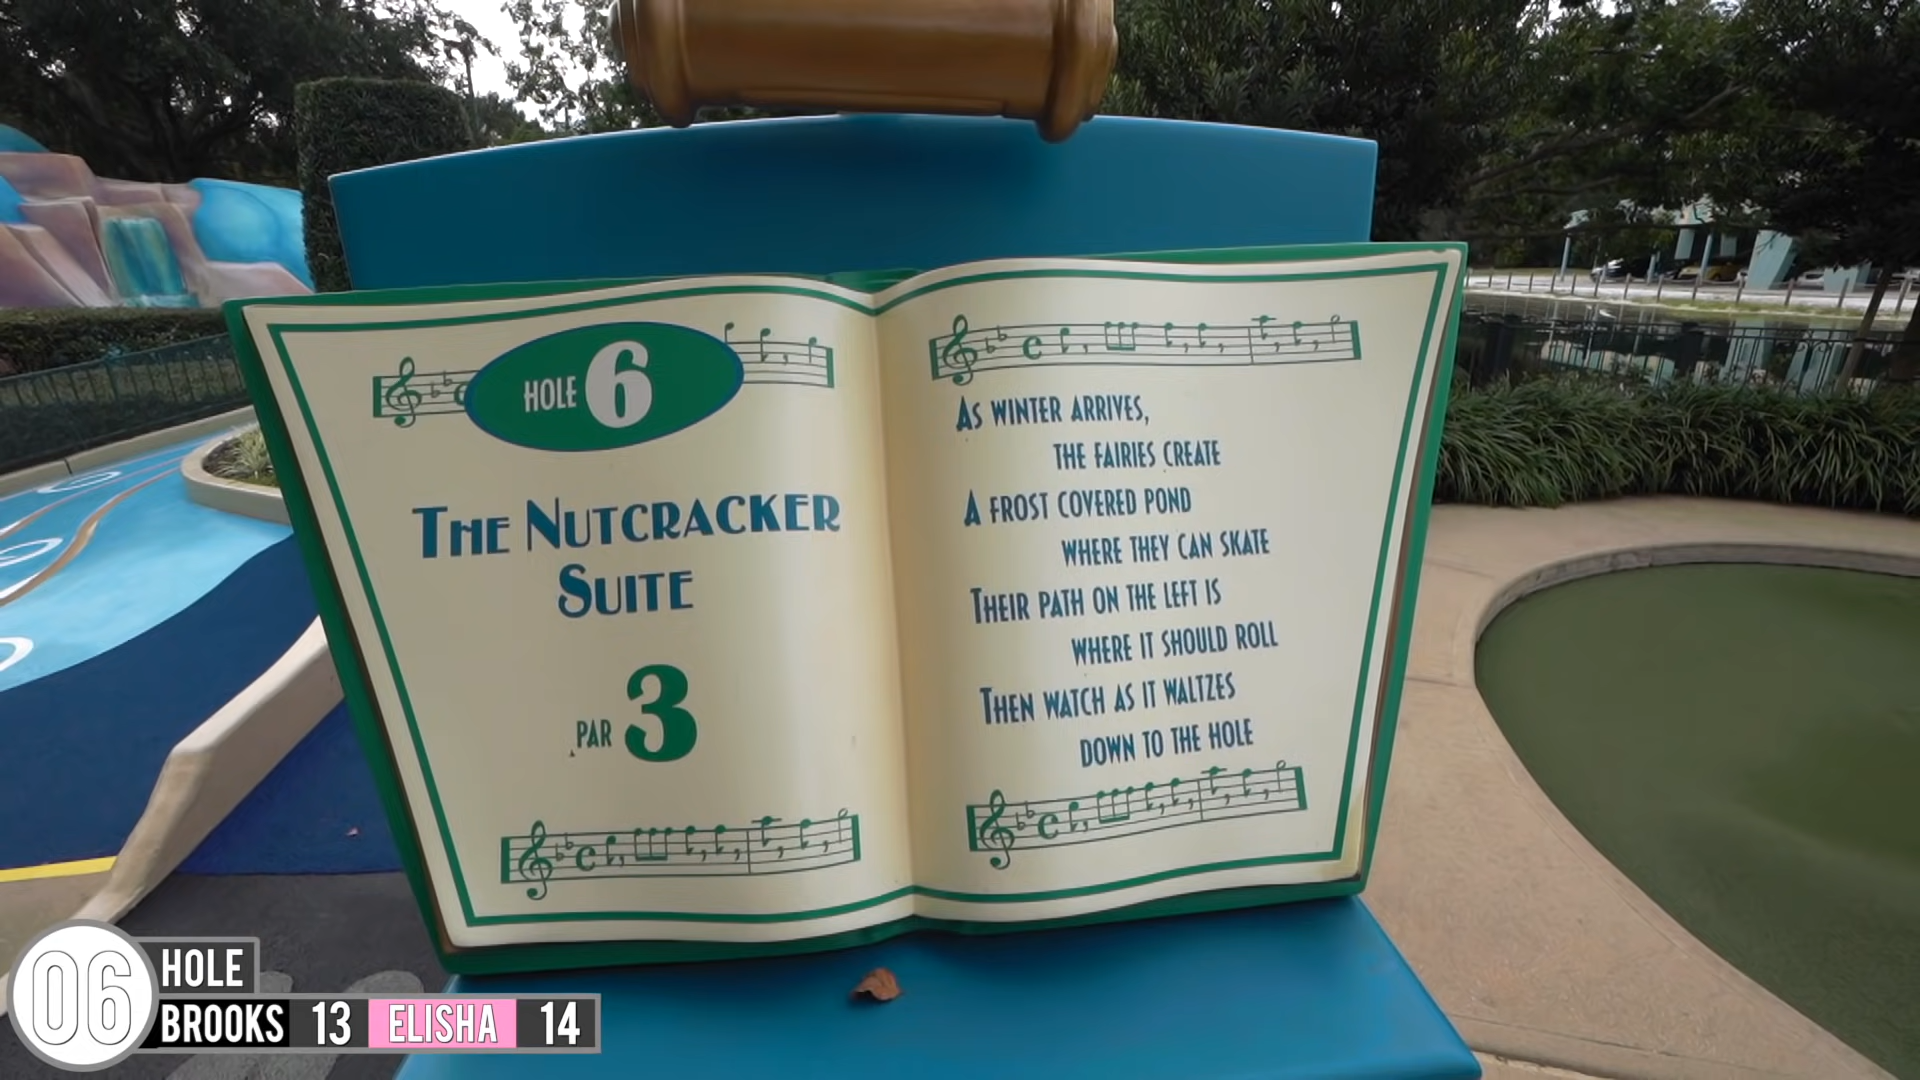 HOLE 6
THE NUTCRACKER
SUITE
PAR 3
AS WINTER ARRIVES,
THE FAIRIES CREATE
A FROST COVERED POND
WHERE THEY CAN SKATE
THEIR PATH ON THE LEFT IS
WHERE IT SHOULD ROLL
THEN WATCH AS IT WALTZES
DOWN TO THE HOLE
06 HOLE
BROOKS 13 ELISHA 14